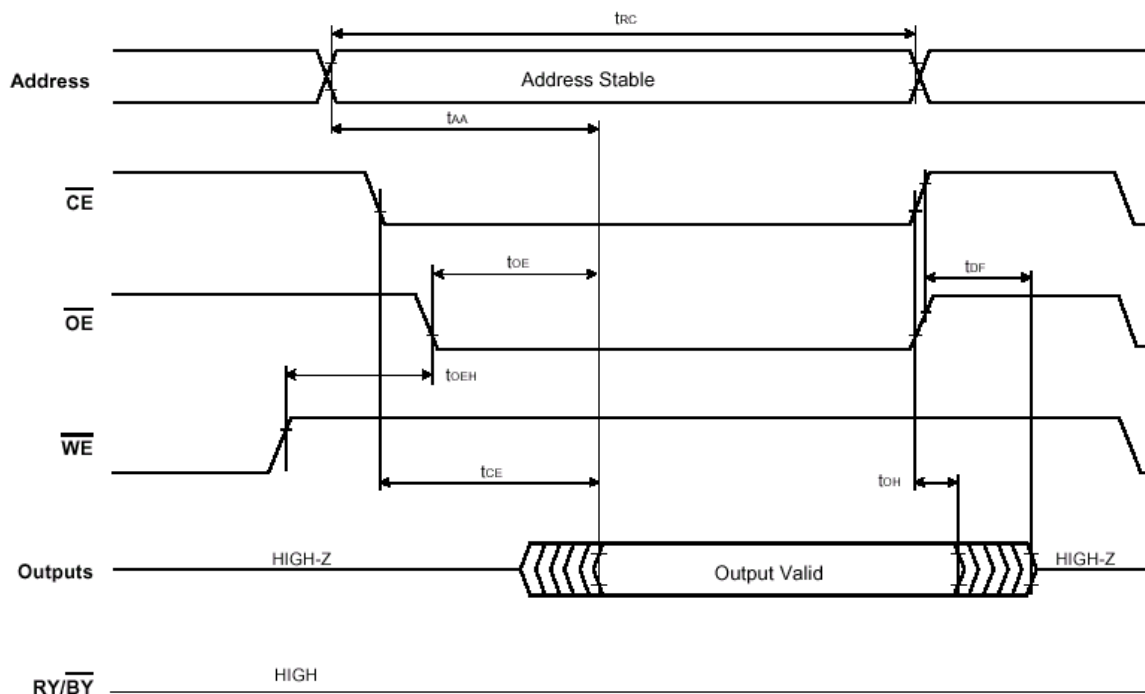 tRC
Address
Address Stable
tAA
CE
tOE
tDF
OE
tOEH
WE
tCE
tOH
Outputs
HIGH-Z
Output Valid
HIGH-Z
RY/BY
HIGH